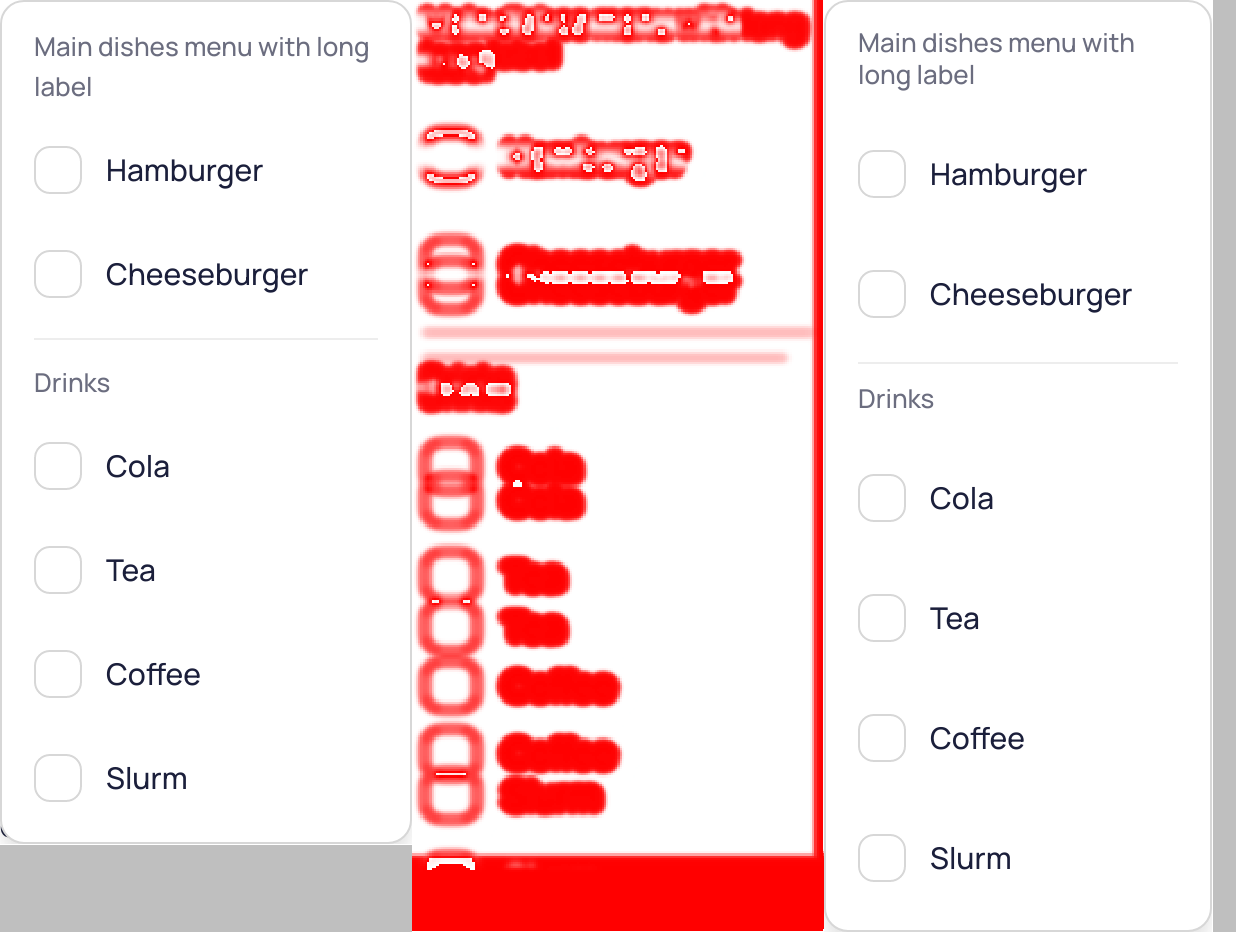 Main dishes menu with long
label
Hamburger
Cheeseburger
Drinks
Cola
Tea
Coffee
Slurm
Main dishes menu with
long label
Hamburger
Cheeseburger
Drinks
Cola
Tea
Coffee
Slurm